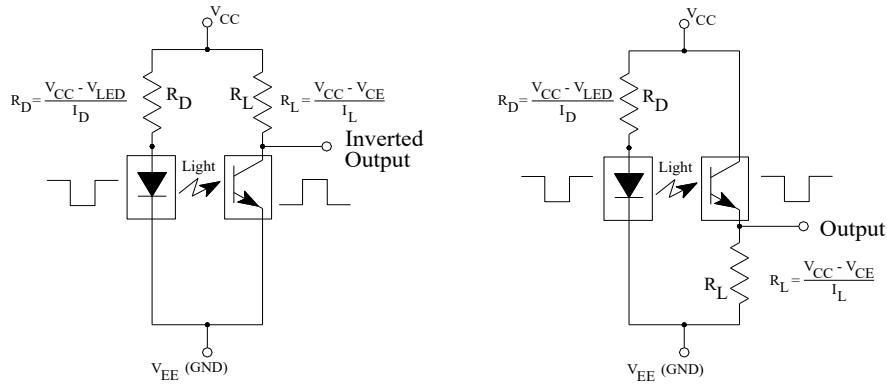 VCC
RD = VCC - VLED / ID
RD
RL
RL = VCC - VCE / IL
Inverted
Output
Light
VEE (GND)
VCC
RD = VCC - VLED / ID
RD
Light
Output
RL
RL = VCC - VCE / IL
VEE (GND)